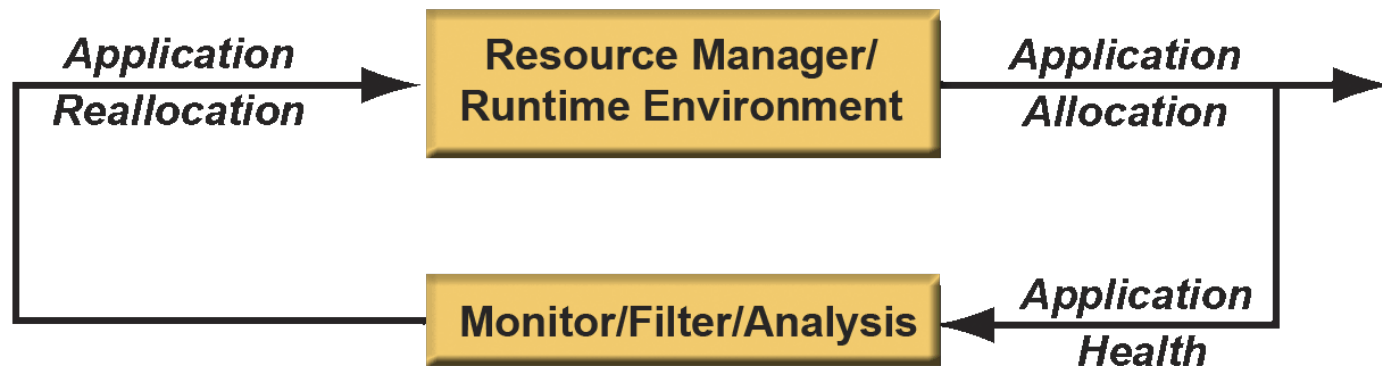 Application
Reallocation
Resource Manager/
Runtime Environment
Application
Allocation
Monitor/Filter/Analysis
Application
Health